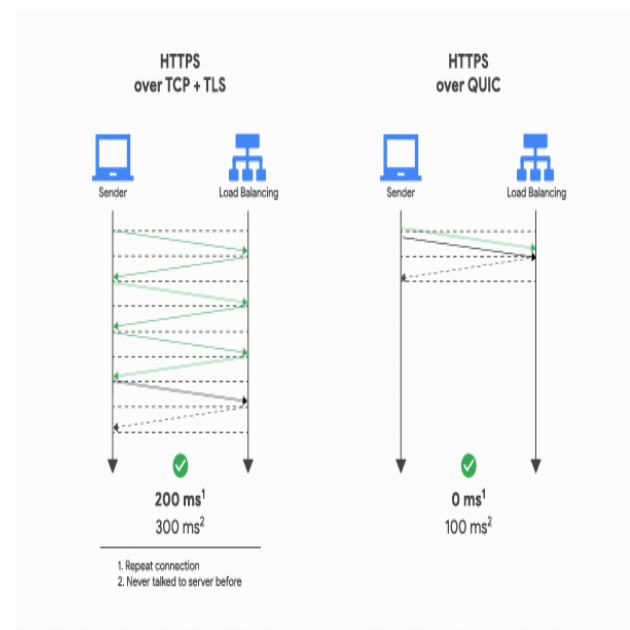 HTTPS
over TCP + TLS
Sender
Load Balancing
200 ms¹
300 ms²
1. Repeat connection
2. Never talked to server before
HTTPS
over QUIC
Sender
Load Balancing
0 ms¹
100 ms²